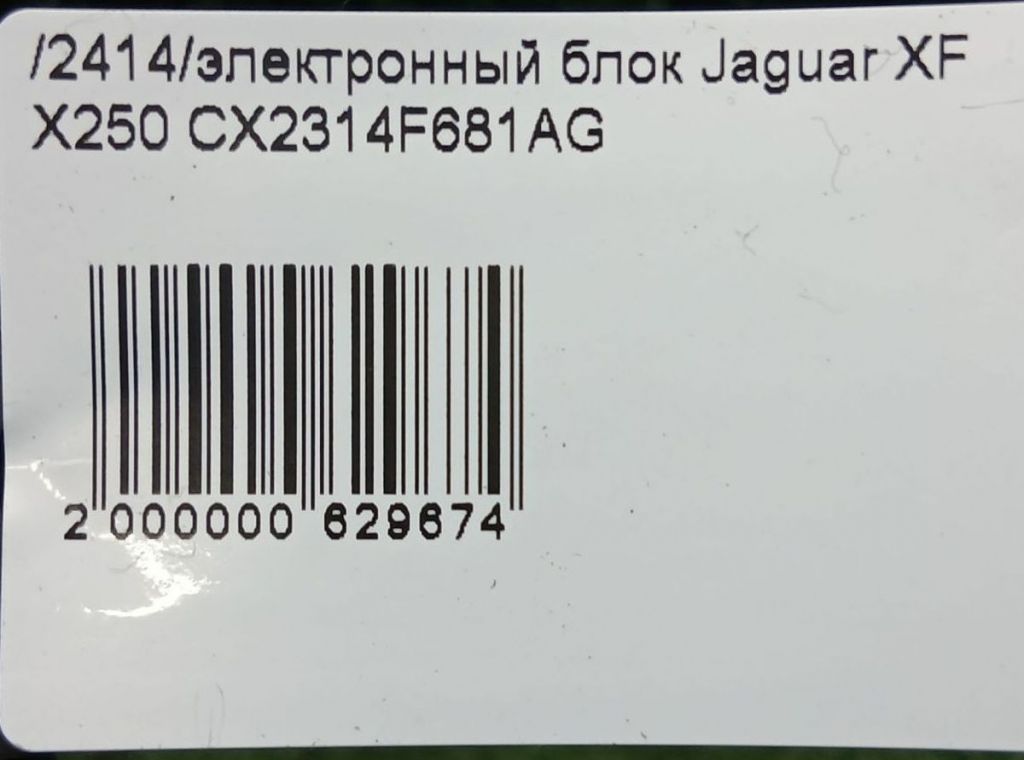 /2414/электронный блок Jaguar XF
X250 CX2314F681AG
2 000000 629674